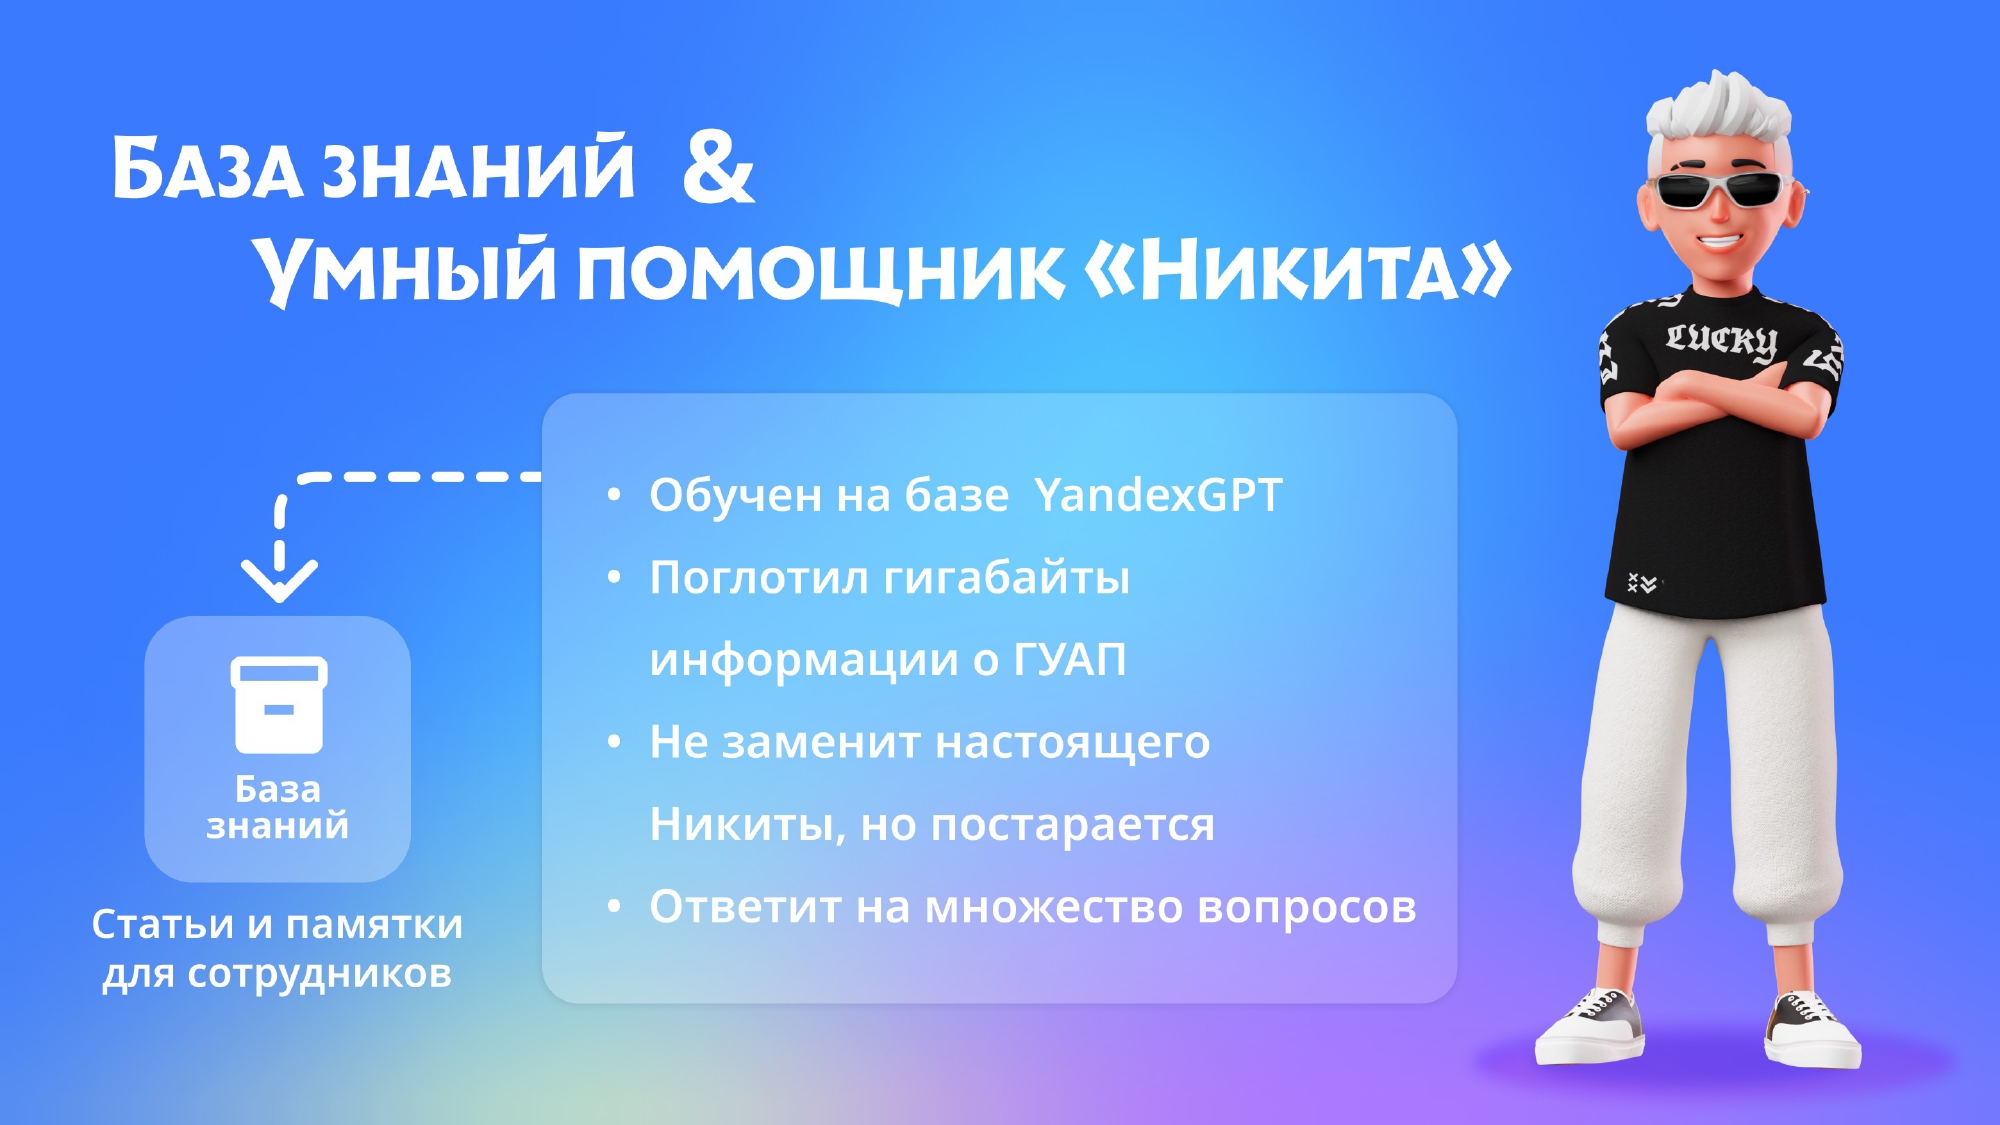 База знаний &
Умный помощник «Никита»
LUCKY
• Обучен на базе YandexGPT
• Поглотил гигабайты
информации о ГУАП
• Не заменит настоящего
Никиты, но постарается
• Ответит на множество вопросов
База
знаний
Статьи и памятки
для сотрудников